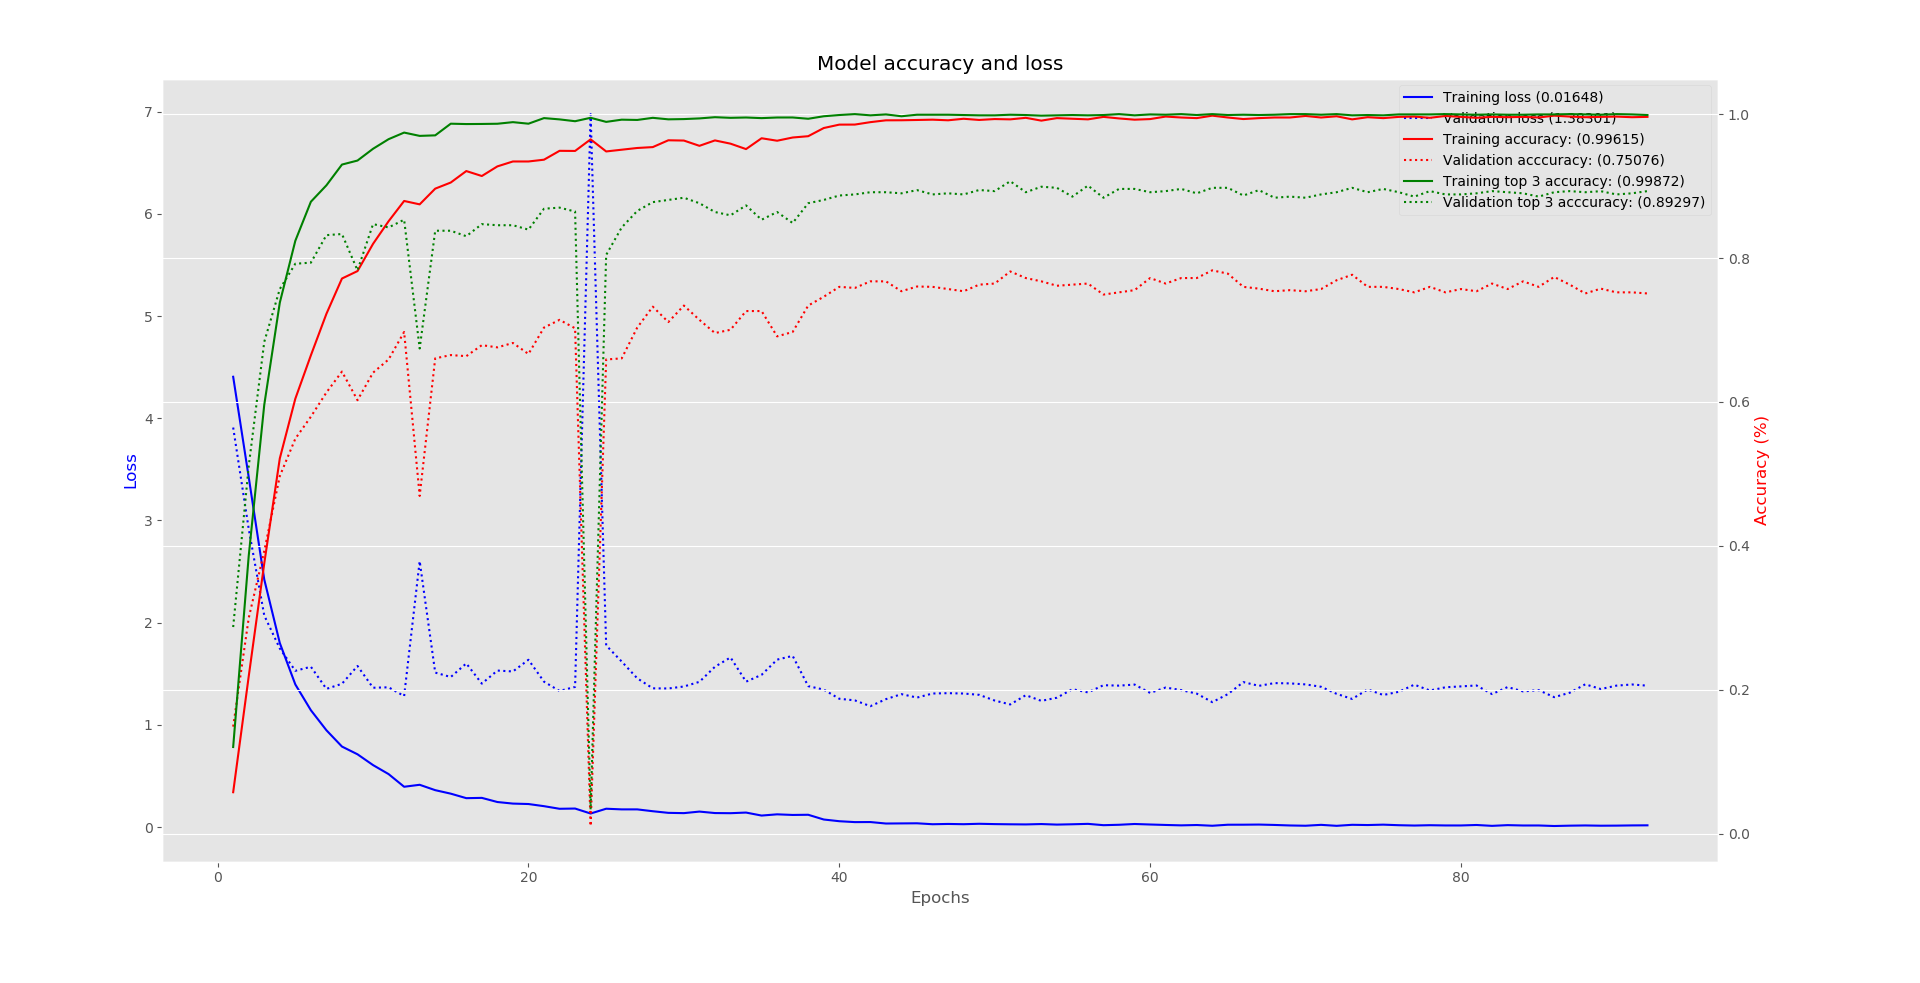 Model accuracy and loss
Training loss (0.01648)
Validation loss (1.38301)
Training accuracy: (0.99615)
Validation acccuracy: (0.75076)
Training top 3 accuracy: (0.99872)
Validation top 3 acccuracy: (0.89297)
7
6
5
4
3
2
1
0
Loss
1.0
0.8
0.6
0.4
0.2
0.0
Accuracy (%)
0 20 40 60 80
Epochs